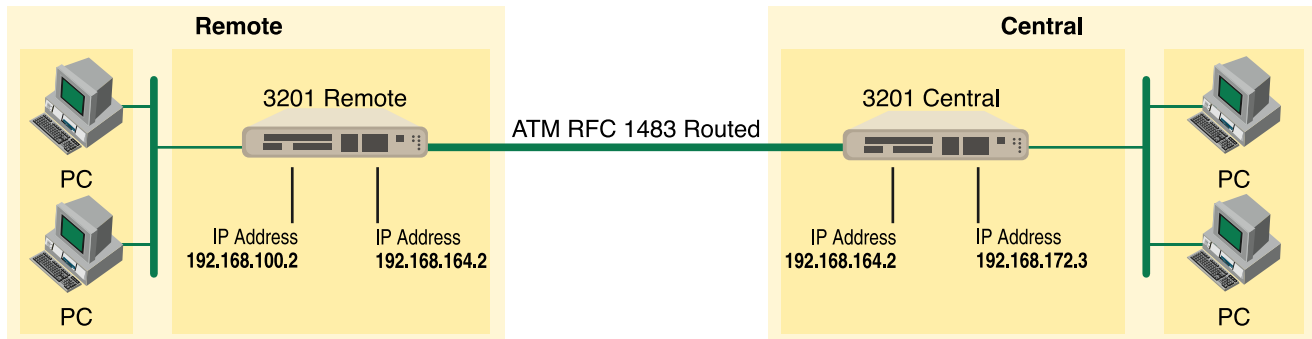 Remote
Central
3201 Remote
3201 Central
ATM RFC 1483 Routed
PC
PC
IP Address
192.168.100.2
IP Address
192.168.164.2
IP Address
192.168.164.2
IP Address
192.168.172.3
PC
PC